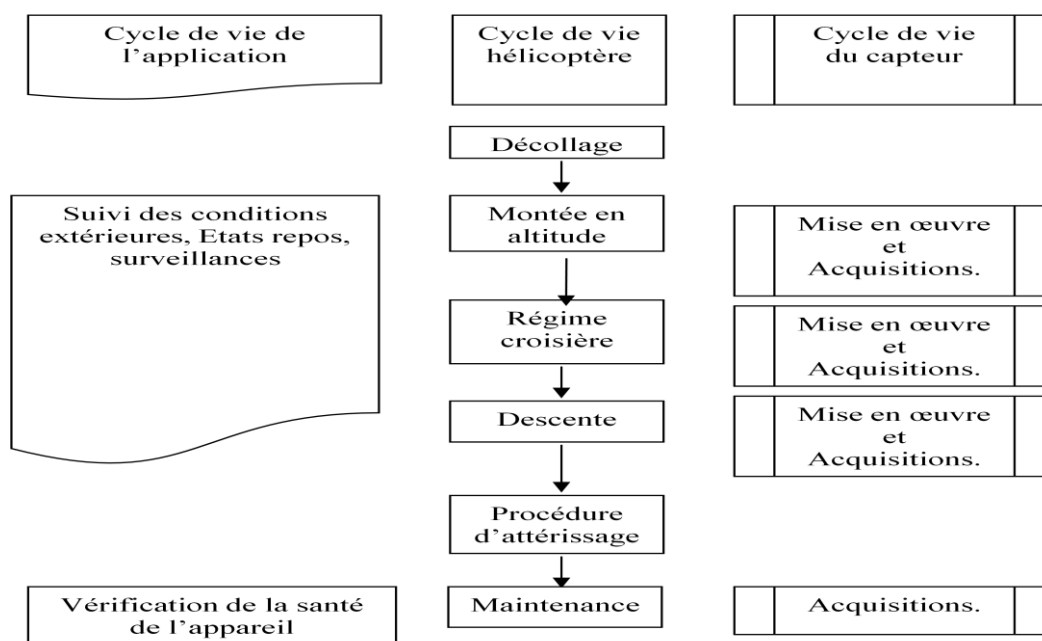 Cycle de vie de
l’application
Cycle de vie
hélicoptère
Cycle de vie
du capteur
Décollage
Suivi des conditions
extérieures, Etats repos,
surveillances
Montée en
altitude
Mise en œuvre
et
Acquisitions.
Régime
croisière
Mise en œuvre
et
Acquisitions.
Descente
Mise en œuvre
et
Acquisitions.
Procédure
d’attérissage
Vérification de la santé
de l’appareil
Maintenance
Acquisitions.